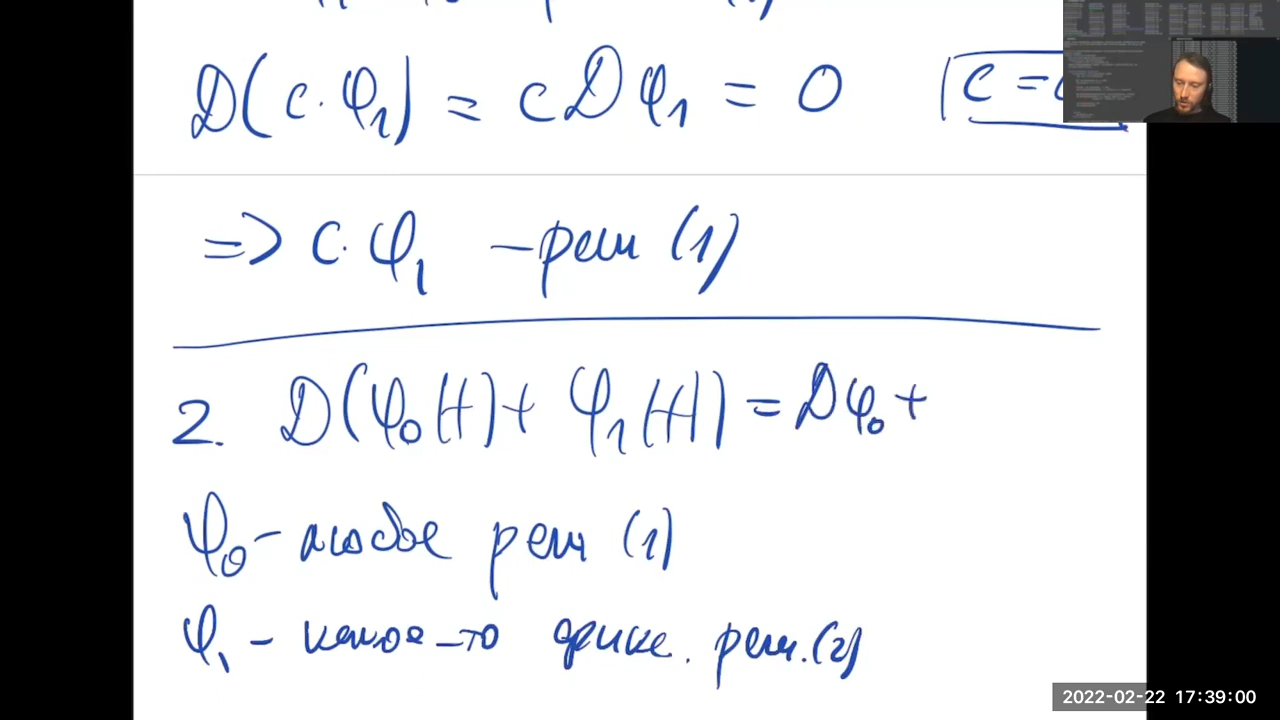 D(c·φ₁) = cDφ₁ = 0 c =
=> c·φ₁ – реш (1)
2. D(φ₀(t) + φ₁(t)) = Dφ₀ +
φ₀ – любое реш (1)
φ₁ – какое-то фикс. реш. (2)
2022-02-22 17:39:00